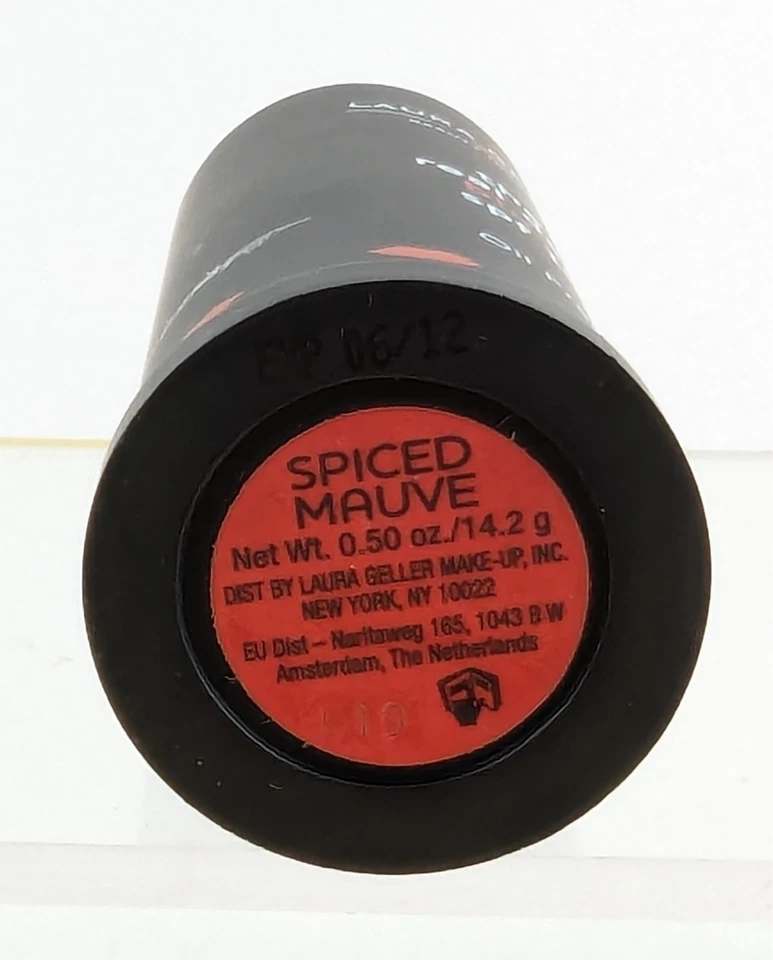 LAURA
EXP 06/12
SPICED
MAUVE
Net Wt. 0.50 oz./14.2 g
DIST BY LAURA GELLER MAKE-UP, INC.
NEW YORK, NY 10022
EU Dist – Naritaweg 165, 1043 B W
Amsterdam, The Netherlands